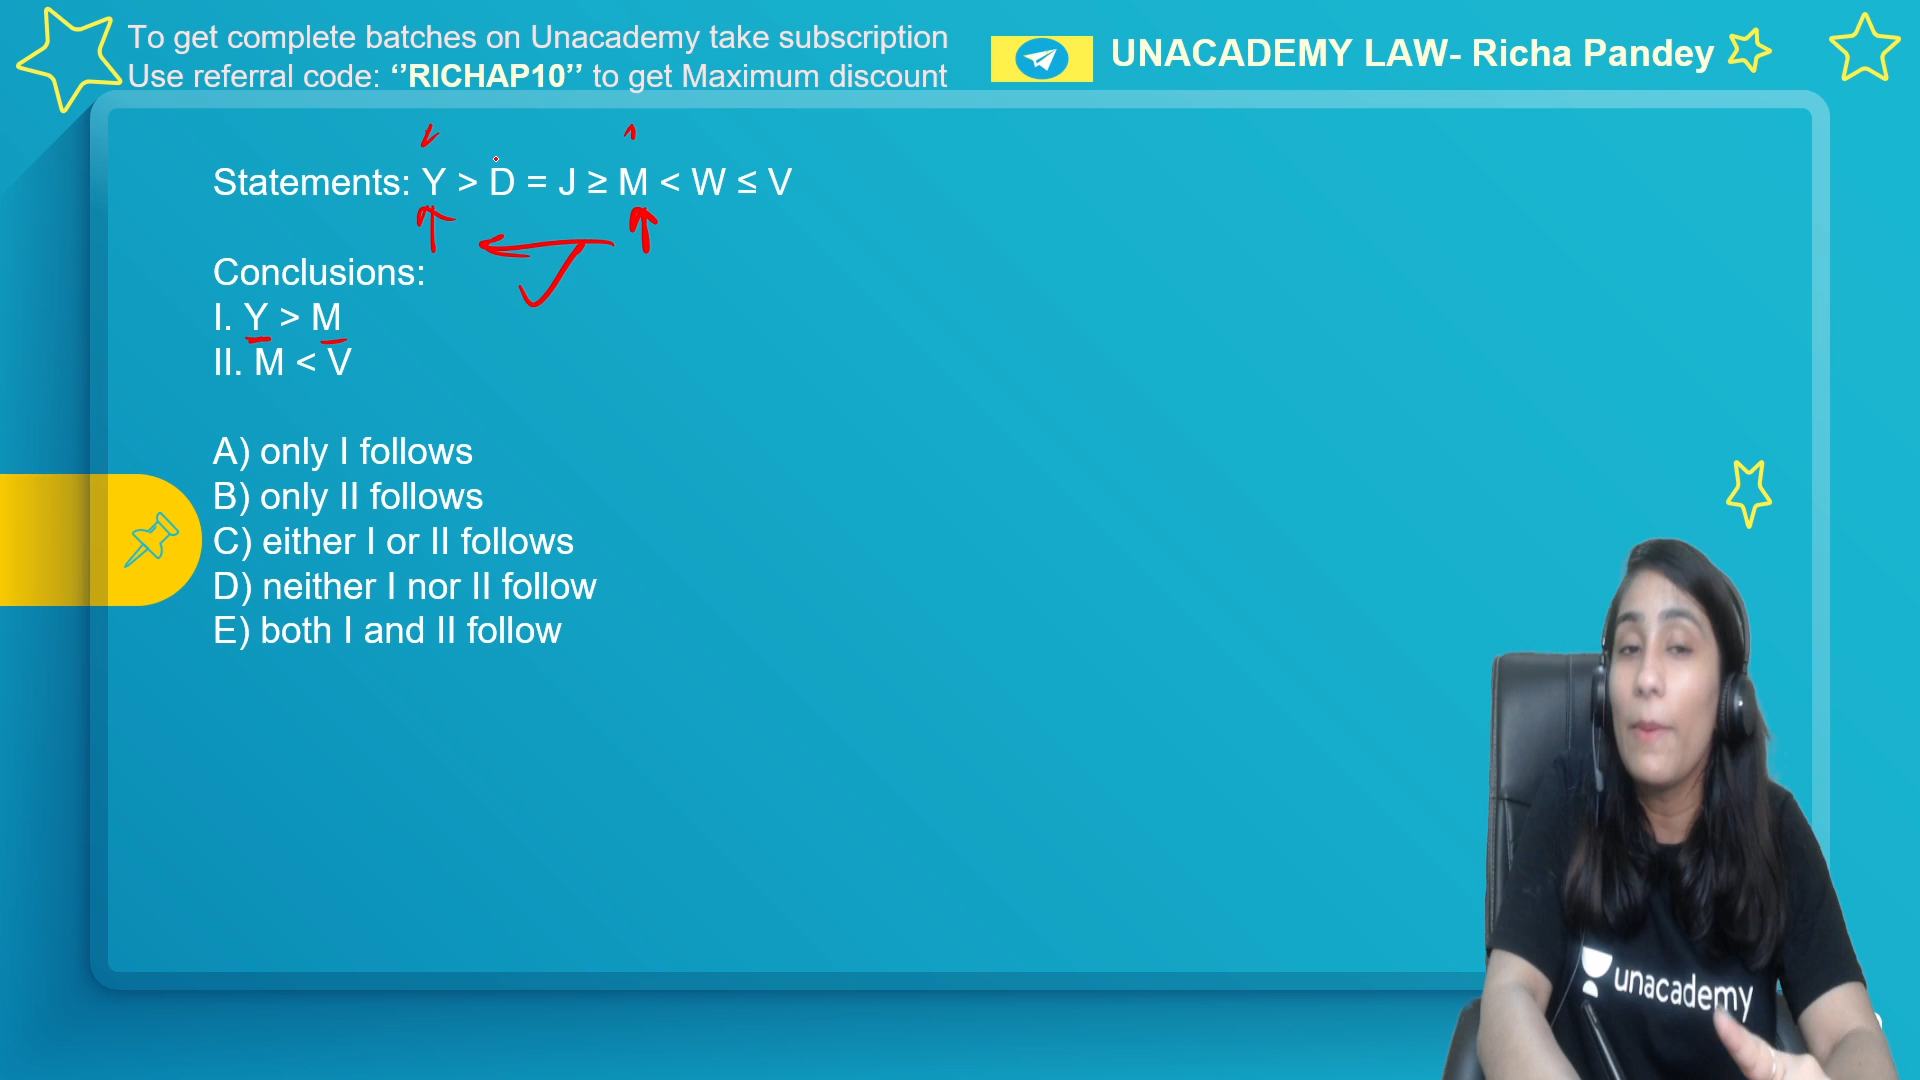 To get complete batches on Unacademy take subscription
Use referral code: ‘’RICHAP10’’ to get Maximum discount
UNACADEMY LAW- Richa Pandey
Statements: Y > D = J ≥ M < W ≤ V
Conclusions:
I. Y > M
II. M < V
A) only I follows
B) only II follows
C) either I or II follows
D) neither I nor II follow
E) both I and II follow
unacademy